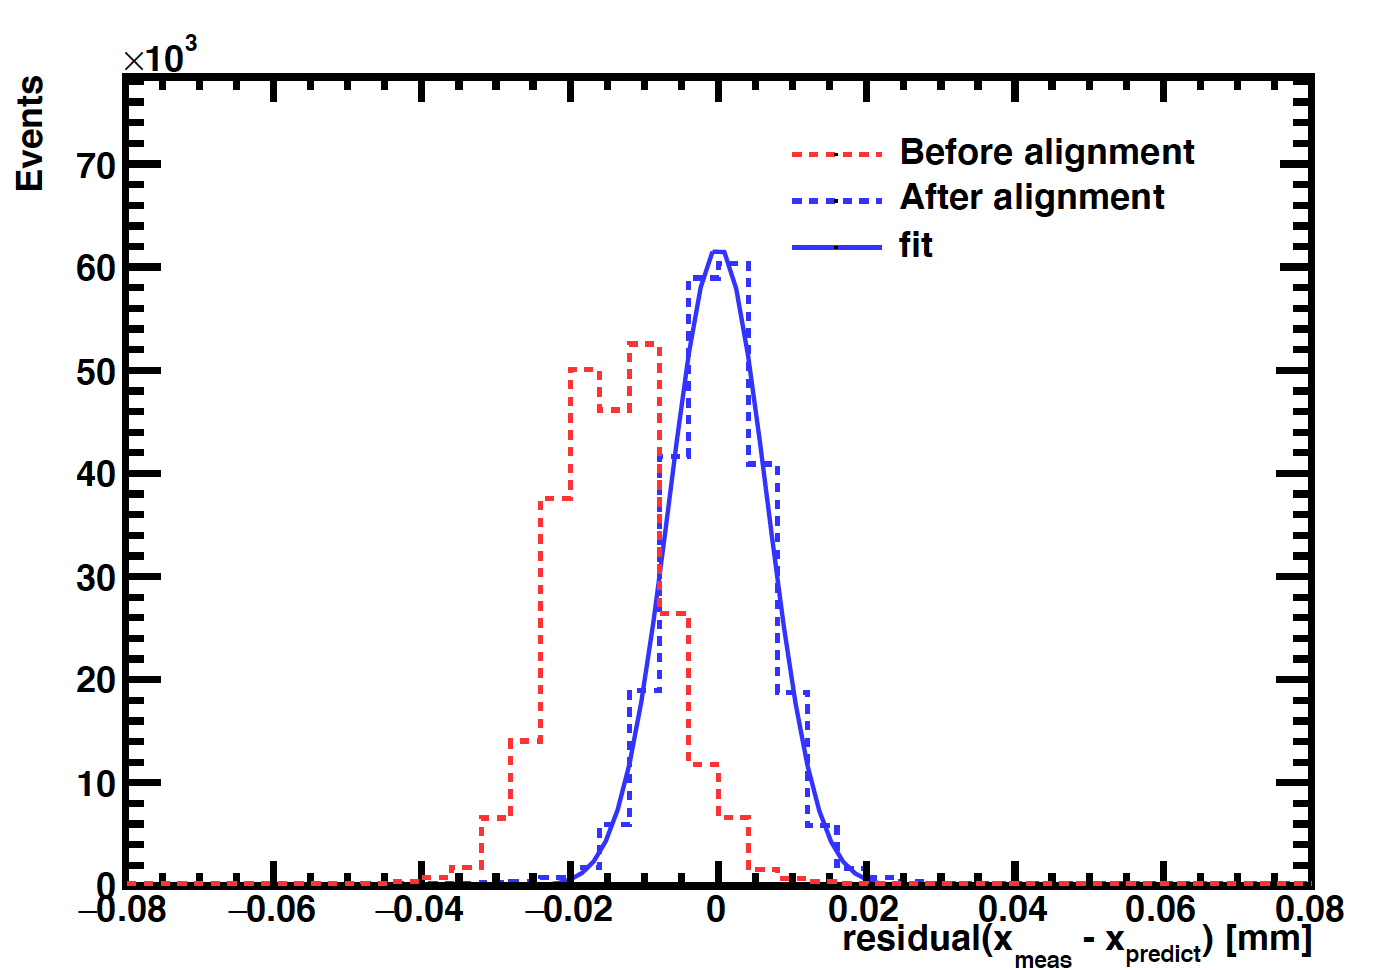 ×10³
Events
70
60
50
40
30
20
10
0
Before alignment
After alignment
fit
−0.08 −0.06 −0.04 −0.02 0 0.02 0.04 0.06 0.08
residual(x_meas - x_predict) [mm]